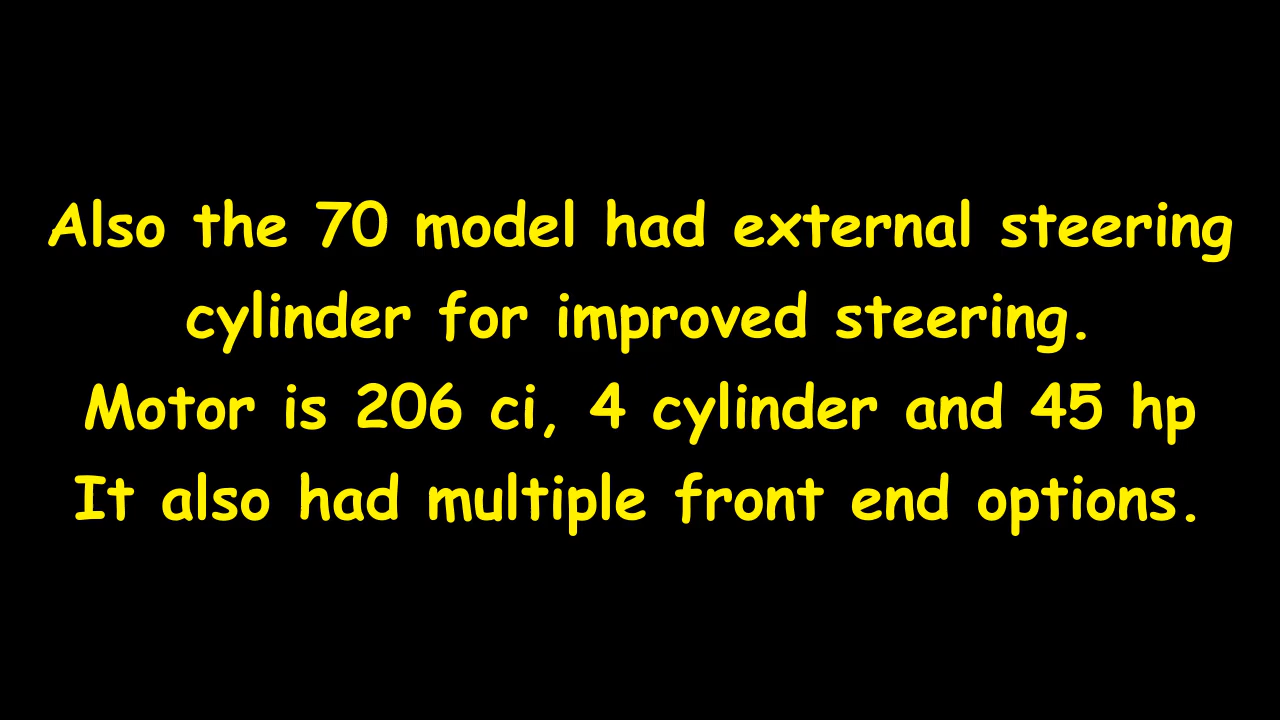 Also the 70 model had external steering
cylinder for improved steering.
Motor is 206 ci, 4 cylinder and 45 hp
It also had multiple front end options.